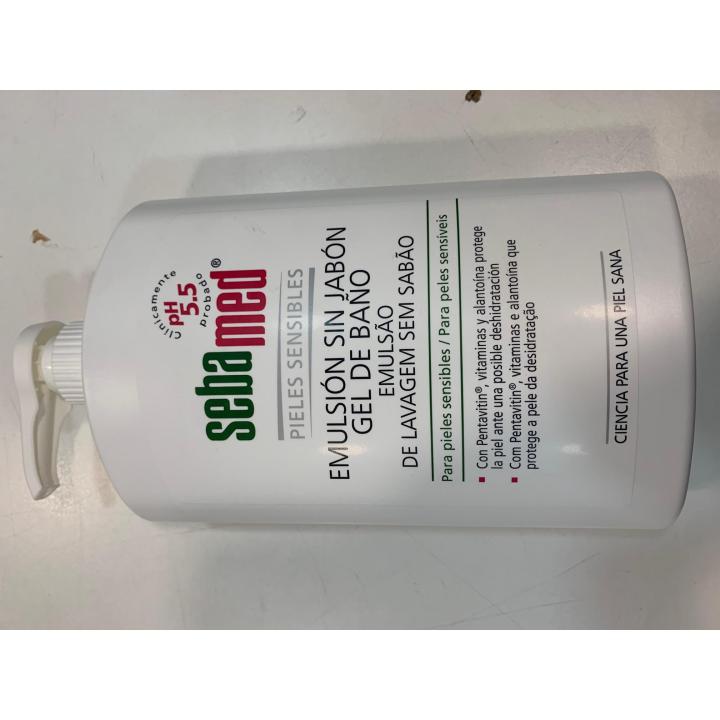 Clínicamente
pH
5.5
probado
seba
med®
PIELES SENSIBLES
EMULSIÓN SIN JABÓN
GEL DE BAÑO
EMULSÃO
DE LAVAGEM SEM SABÃO
Para pieles sensibles / Para peles sensíveis
Con Pentavitin®, vitaminas y alantoína protege
la piel ante una posible deshidratación
Com Pentavitin®, vitaminas e alantoína que
protege a pele da desidratação
CIENCIA PARA UNA PIEL SANA